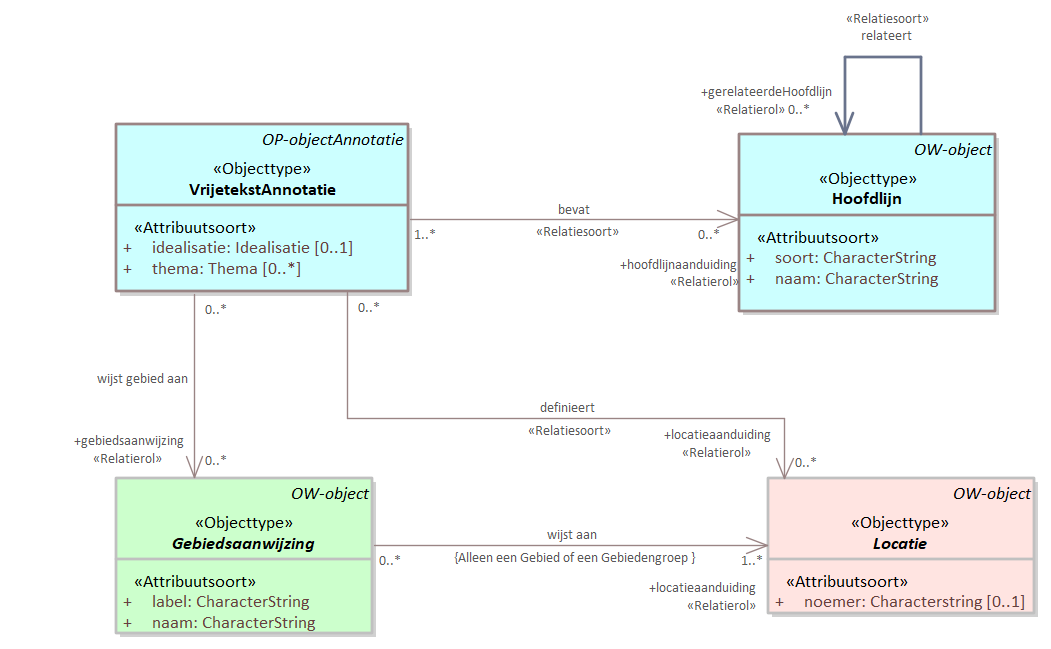 «Relatiesoort»
relateert
+gerelateerdeHoofdlijn
«Relatierol» 0..*
OP-objectAnnotatie
«Objecttype»
VrijetekstAnnotatie
«Attribuutsoort»
+ idealisatie: Idealisatie [0..1]
+ thema: Thema [0..*]
OW-object
«Objecttype»
Hoofdlijn
«Attribuutsoort»
+ soort: CharacterString
+ naam: CharacterString
bevat
1..*
«Relatiesoort»
0..*
+hoofdlijnaanduiding
«Relatierol»
0..*
0..*
wijst gebied aan
+gebiedsaanwijzing
«Relatierol»
0..*
definieert
«Relatiesoort»
+locatieaanduiding
«Relatierol»
0..*
OW-object
«Objecttype»
Gebiedsaanwijzing
«Attribuutsoort»
+ label: CharacterString
+ naam: CharacterString
wijst aan
0..*
{Alleen een Gebied of een Gebiedengroep }
1..*
+locatieaanduiding
«Relatierol»
OW-object
«Objecttype»
Locatie
«Attribuutsoort»
+ noemer: Characterstring [0..1]